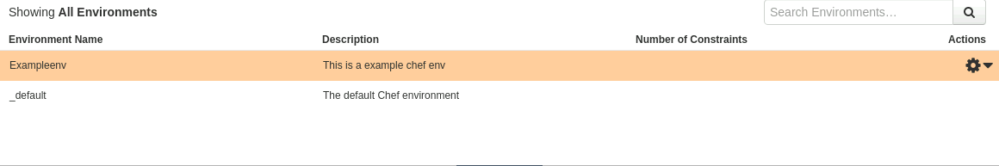 Showing All Environments
Search Environments…
Environment Name Description Number of Constraints Actions
Exampleenv This is a example chef env
_default The default Chef environment